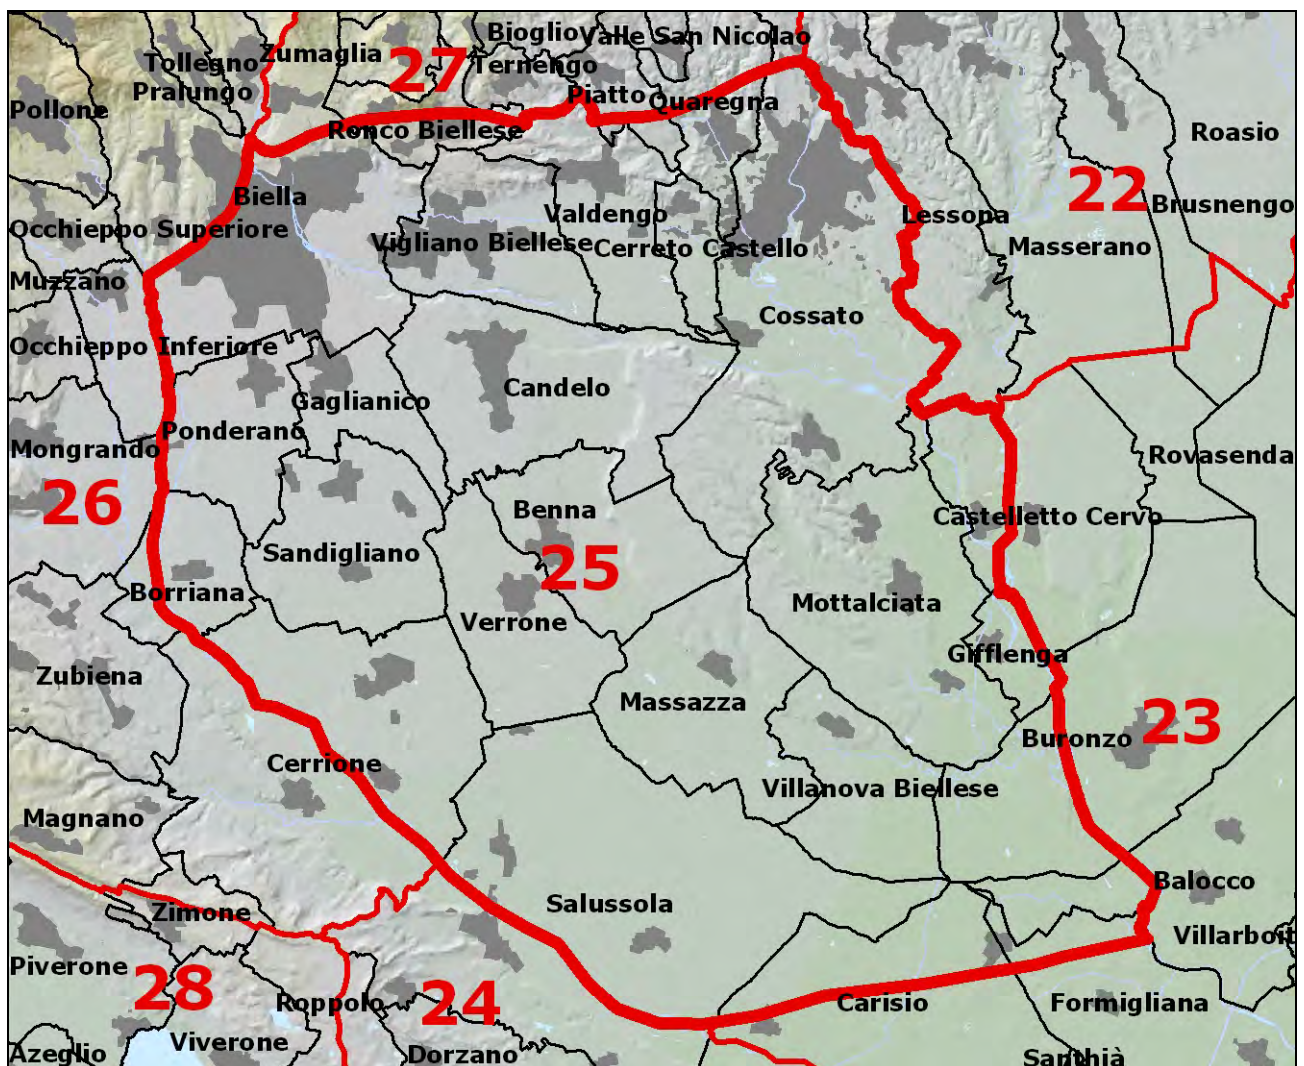 Bioglio
Valle San Nicolao
Zumaglia
Tollegno
27
Ternengo
Pralungo
Piatto
Quaregna
Pollone
Ronco Biellese
Roasio
22
Biella
Brusnengo
Valdengo
Lessona
Occhieppo Superiore
Vigliano Biellese
Cerreto Castello
Masserano
Muzzano
Cossato
Occhieppo Inferiore
Candelo
Gaglianico
Ponderano
Mongrando
Rovasenda
26
Benna
Castelletto Cervo
Sandigliano
25
Borriana
Mottalciata
Verrone
Gifflenga
Zubiena
Massazza
23
Buronzo
Cerrione
Villanova Biellese
Magnano
Balocco
Salussola
Zimone
Villarboit
Piverone
28
24
Roppolo
Carisio
Formigliana
Viverone
Azeglio
Dorzano
Santhià